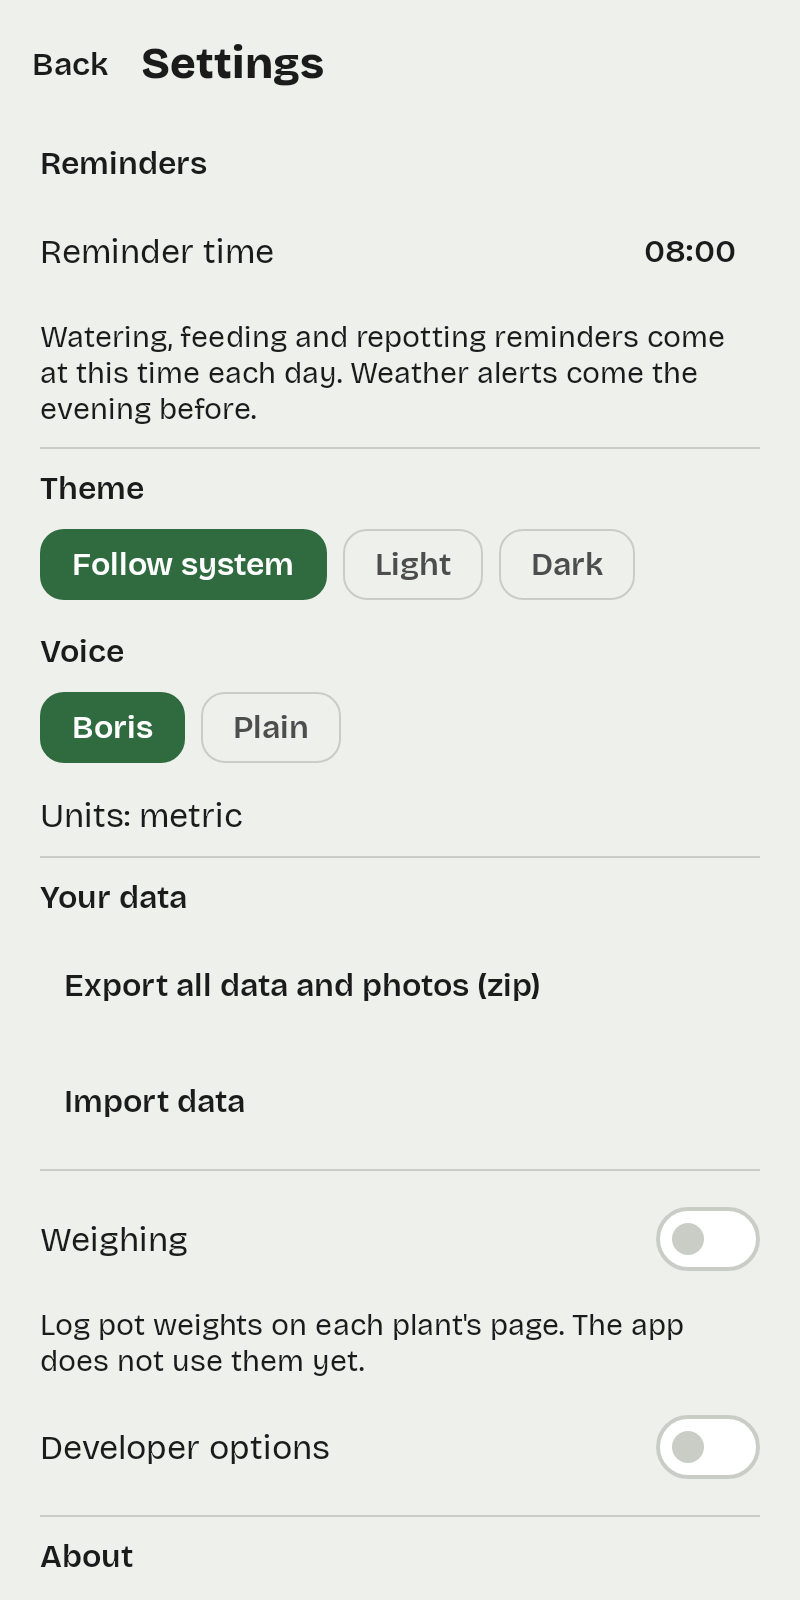 Back Settings
Reminders
Reminder time 08:00
Watering, feeding and repotting reminders come
at this time each day. Weather alerts come the
evening before.
Theme
Follow system Light Dark
Voice
Boris Plain
Units: metric
Your data
Export all data and photos (zip)
Import data
Weighing
Log pot weights on each plant's page. The app
does not use them yet.
Developer options
About